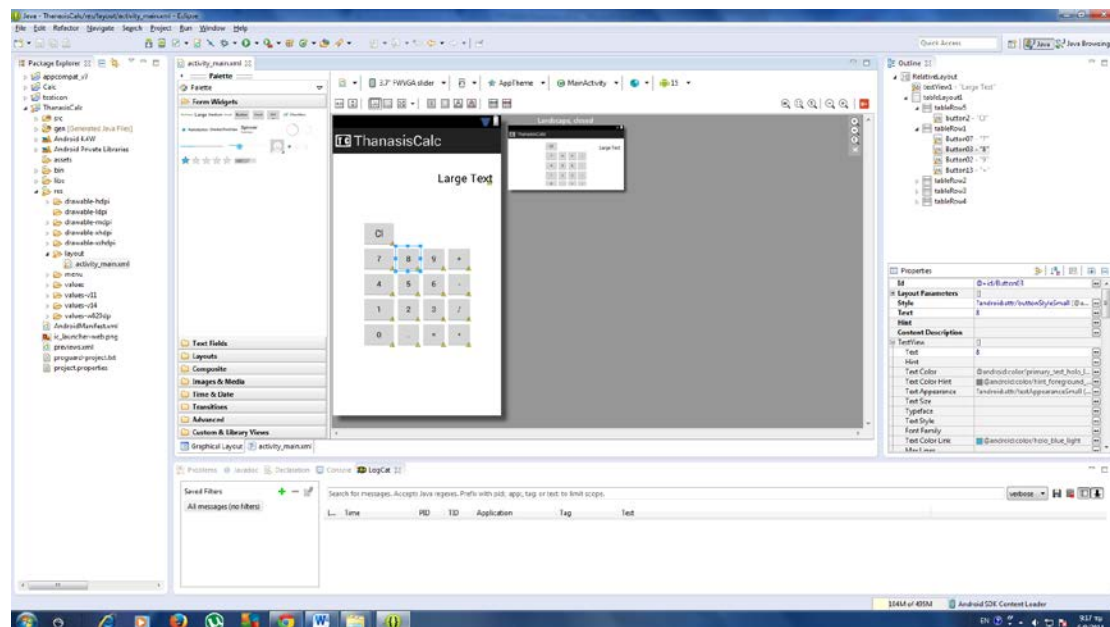 Java - ThanasisCalc/res/layout/activity_main.xml - Eclipse
File Edit Refactor Navigate Search Project Run Window Help
Quick Access
Java
Java Browsing
Package Explorer
appcompat_v7
Calc
testicon
ThanasisCalc
src
gen [Generated Java Files]
Android 4.4W
Android Private Libraries
assets
bin
libs
res
drawable-hdpi
drawable-ldpi
drawable-mdpi
drawable-xhdpi
drawable-xxhdpi
layout
activity_main.xml
menu
values
values-v11
values-v14
values-w820dp
AndroidManifest.xml
ic_launcher-web.png
proguard-project.txt
project.properties
activity_main.xml
Palette
Palette
Form Widgets
Text Fields
Layouts
Composite
Images & Media
Time & Date
Transitions
Advanced
Custom & Library Views
Graphical Layout
activity_main.xml
3.7" FWVGA slider
AppTheme
MainActivity
15
TC ThanasisCalc
Large Text
Cl
7 8 9 +
4 5 6 -
1 2 3 /
0
Landscape, closed
ThanasisCalc
Large Text
Outline
RelativeLayout
textView1 - "Large Text"
tableLayout1
tableRow5
button2 - "Cl"
tableRow1
Button07 - "7"
Button03 - "8"
Button02 - "9"
Button13 - "+"
tableRow2
tableRow3
tableRow4
Properties
Id
Layout Parameters []
Style
Text 8
Hint
Content Description
TextView []
Text 8
Hint
Text Color
Text Color Hint
Text Appearance
Text Size
Typeface
Text Style
Font Family
Text Color Link @android:color/holo_blue_light
Max Lines
Problems Javadoc Declaration Console LogCat
Saved Filters
All messages (no filters)
Search for messages. Accepts Java regexes. Prefix with pid:, app:, tag: or text: to limit scope.
verbose
L... Time PID TID Application Tag Text
Android SDK Content Loader
EN